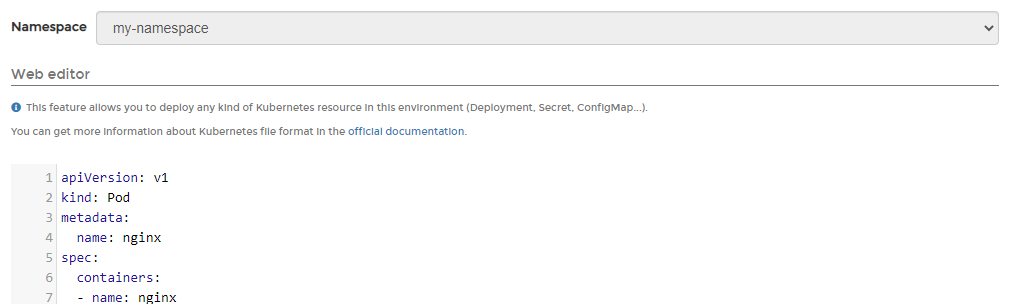 Namespace my-namespace
Web editor
This feature allows you to deploy any kind of Kubernetes resource in this environment (Deployment, Secret, ConfigMap...).
You can get more information about Kubernetes file format in the official documentation.
1 apiVersion: v1
2 kind: Pod
3 metadata:
4   name: nginx
5 spec:
6   containers:
7   - name: nginx